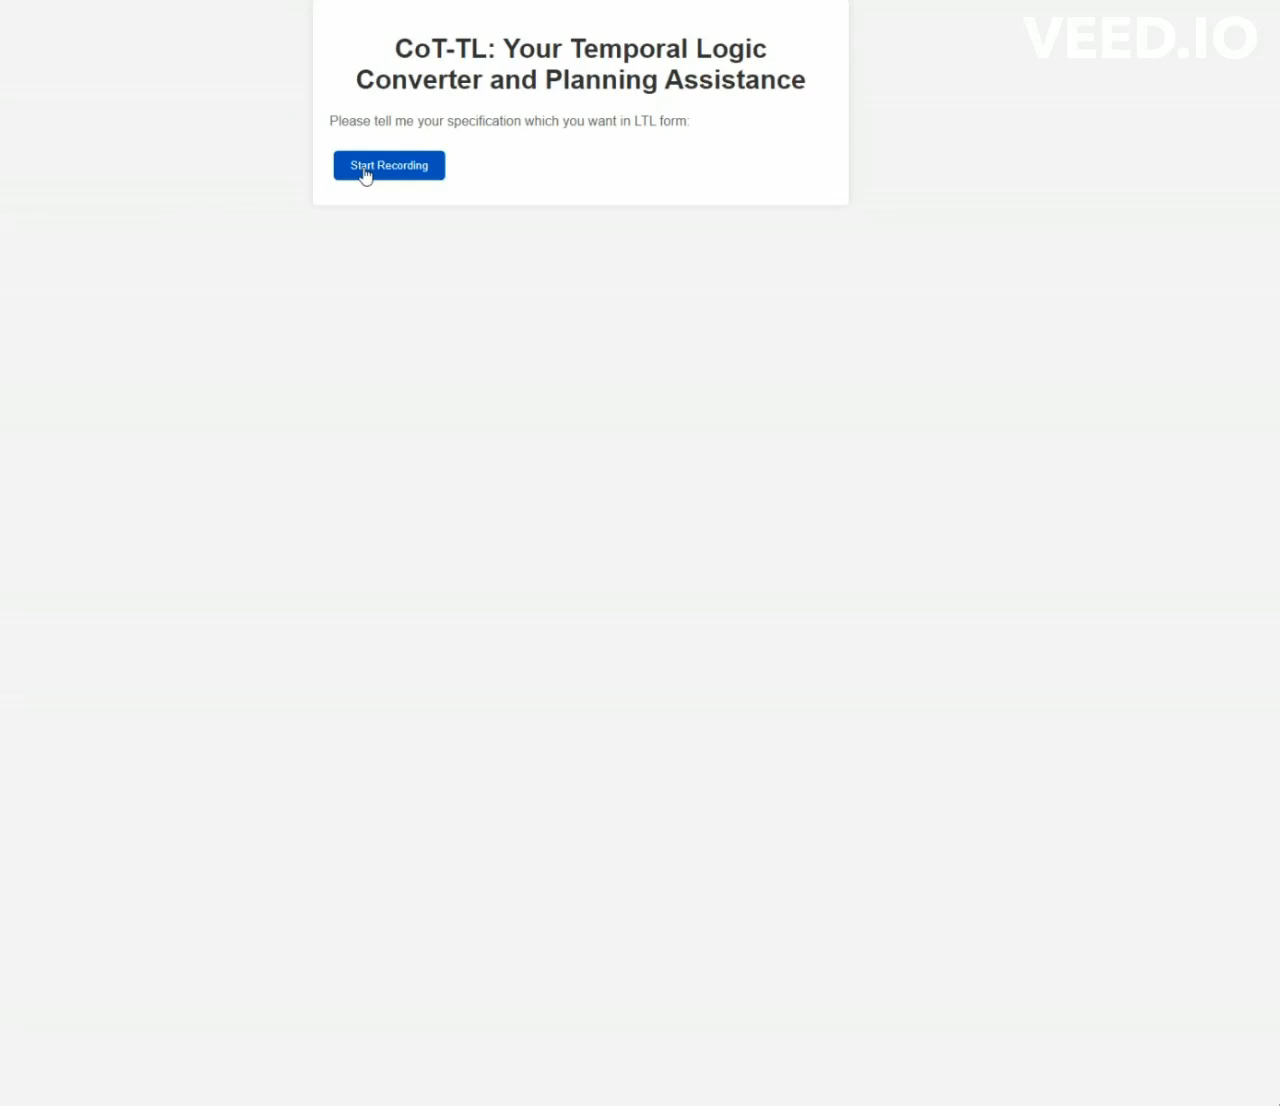 VEED.IO
CoT-TL: Your Temporal Logic
Converter and Planning Assistance
Please tell me your specification which you want in LTL form:
Start Recording